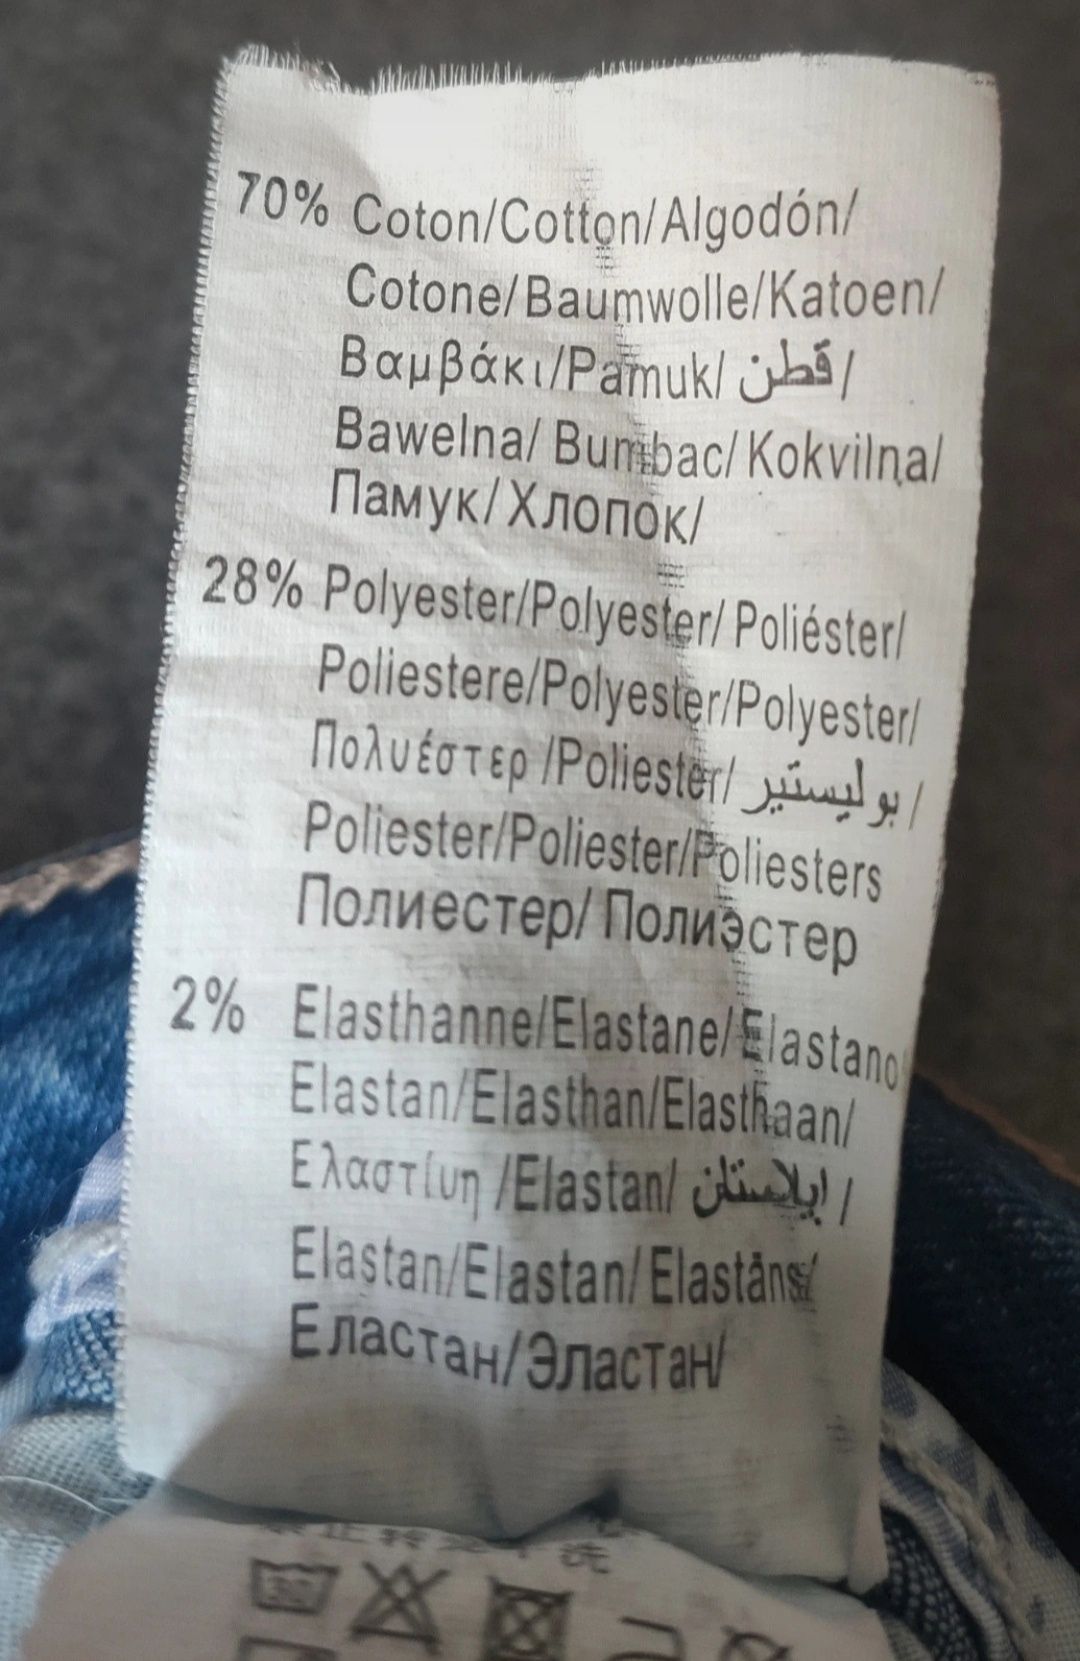 70% Coton/Cotton/Algodón/
Cotone/Baumwolle/Katoen/
Βαμβάκι/Pamuk/ قطن /
Bawelna/ Bumbac/ Kokvilņa/
Памук/Хлопок/
28% Polyester/Polyester/ Poliéster/
Poliestere/Polyester/Polyester/
Πολυέστερ /Poliester/ بوليستير /
Poliester/Poliester/Poliesters
Полиестер/ Полиэстер
2% Elasthanne/Elastane/Elastano
Elastan/Elasthan/Elasthaan/
Ελαστίνη /Elastan/ ايلاستان /
Elastan/Elastan/ Elastāns/
Еластан/Эластан/
30